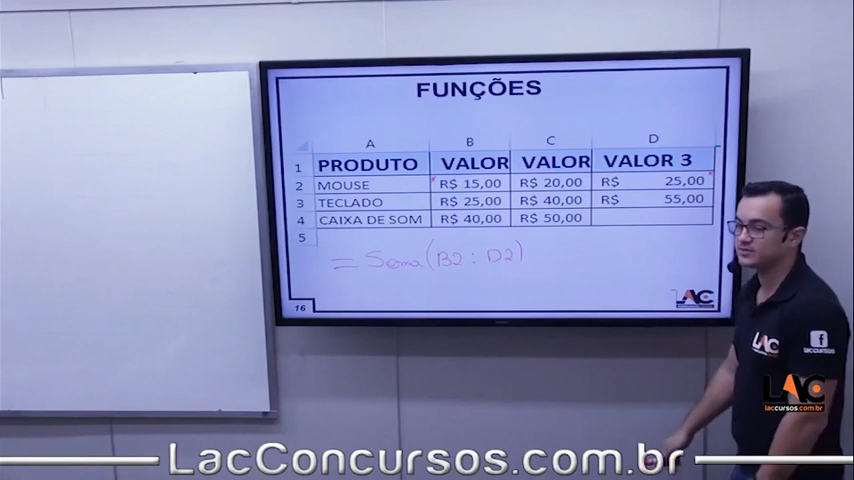 FUNÇÕES
A B C D
1 PRODUTO VALOR VALOR VALOR 3
2 MOUSE R$ 15,00 R$ 20,00 R$ 25,00
3 TECLADO R$ 25,00 R$ 40,00 R$ 55,00
4 CAIXA DE SOM R$ 40,00 R$ 50,00
5
= Soma(B2 : D2)
16
LAC
LAC
f
laccursos
LAC
laccursos.com.br
LacConcursos.com.br